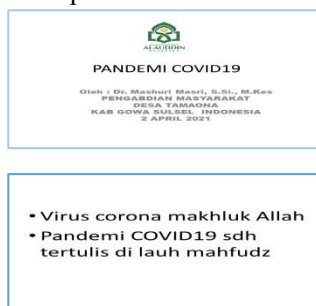 ALAUDDIN
PANDEMI COVID19
Oleh : Dr. Mashuri Masri, S.Si., M.Kes
PENGABDIAN MASYARAKAT
DESA TAMAONA
KAB GOWA SULSEL INDONESIA
2 APRIL 2021
• Virus corona makhluk Allah
• Pandemi COVID19 sdh
tertulis di lauh mahfudz